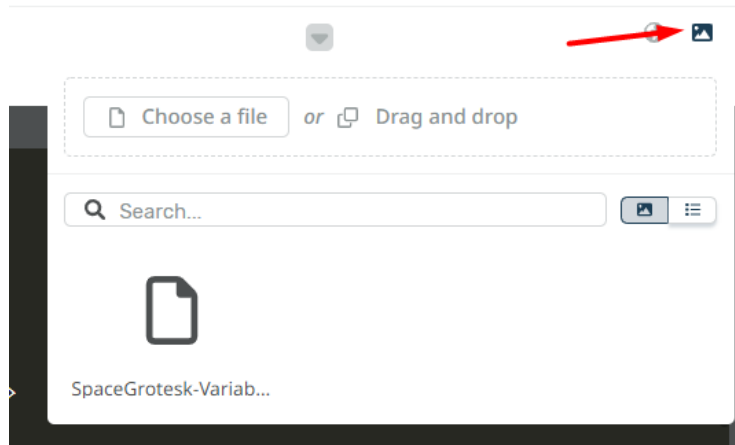 Choose a file or Drag and drop
Search...
SpaceGrotesk-Variab...